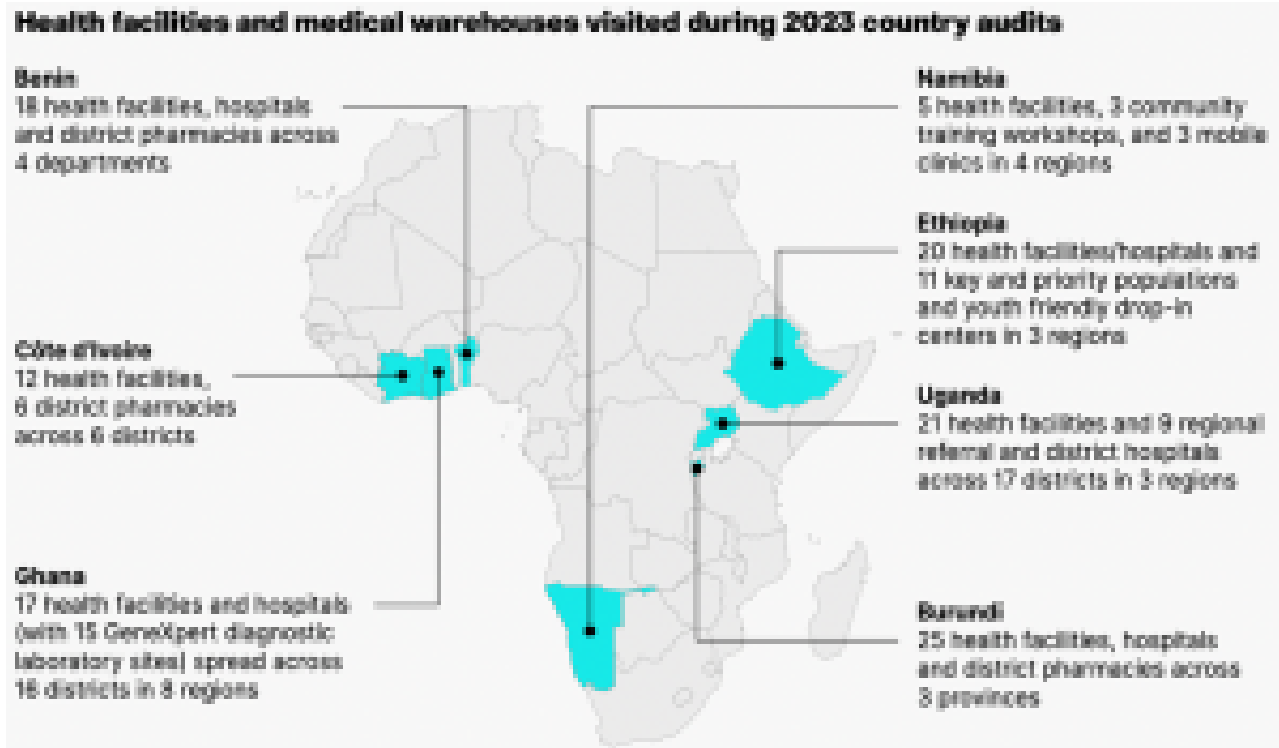 Health facilities and medical warehouses visited during 2023 country audits
Benin
18 health facilities, hospitals
and district pharmacies across
4 departments
Côte d'Ivoire
12 health facilities,
6 district pharmacies
across 6 districts
Ghana
17 health facilities and hospitals
(with 15 GeneXpert diagnostic
laboratory sites) spread across
16 districts in 8 regions
Namibia
5 health facilities, 3 community
training workshops, and 3 mobile
clinics in 4 regions
Ethiopia
20 health facilities/hospitals and
11 key and priority populations
and youth friendly drop-in
centers in 3 regions
Uganda
21 health facilities and 9 regional
referral and district hospitals
across 17 districts in 3 regions
Burundi
25 health facilities, hospitals
and district pharmacies across
3 provinces